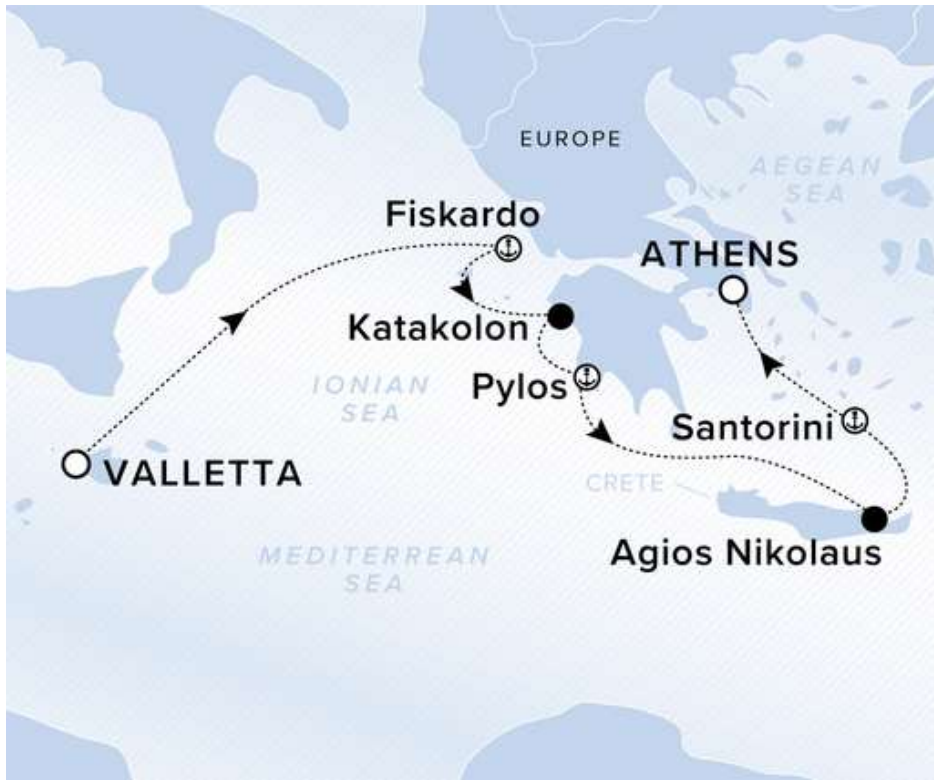 EUROPE
AEGEAN
SEA
Fiskardo
ATHENS
Katakolon
IONIAN
SEA
Pylos
Santorini
VALLETTA
CRETE
MEDITERREAN
SEA
Agios Nikolaus